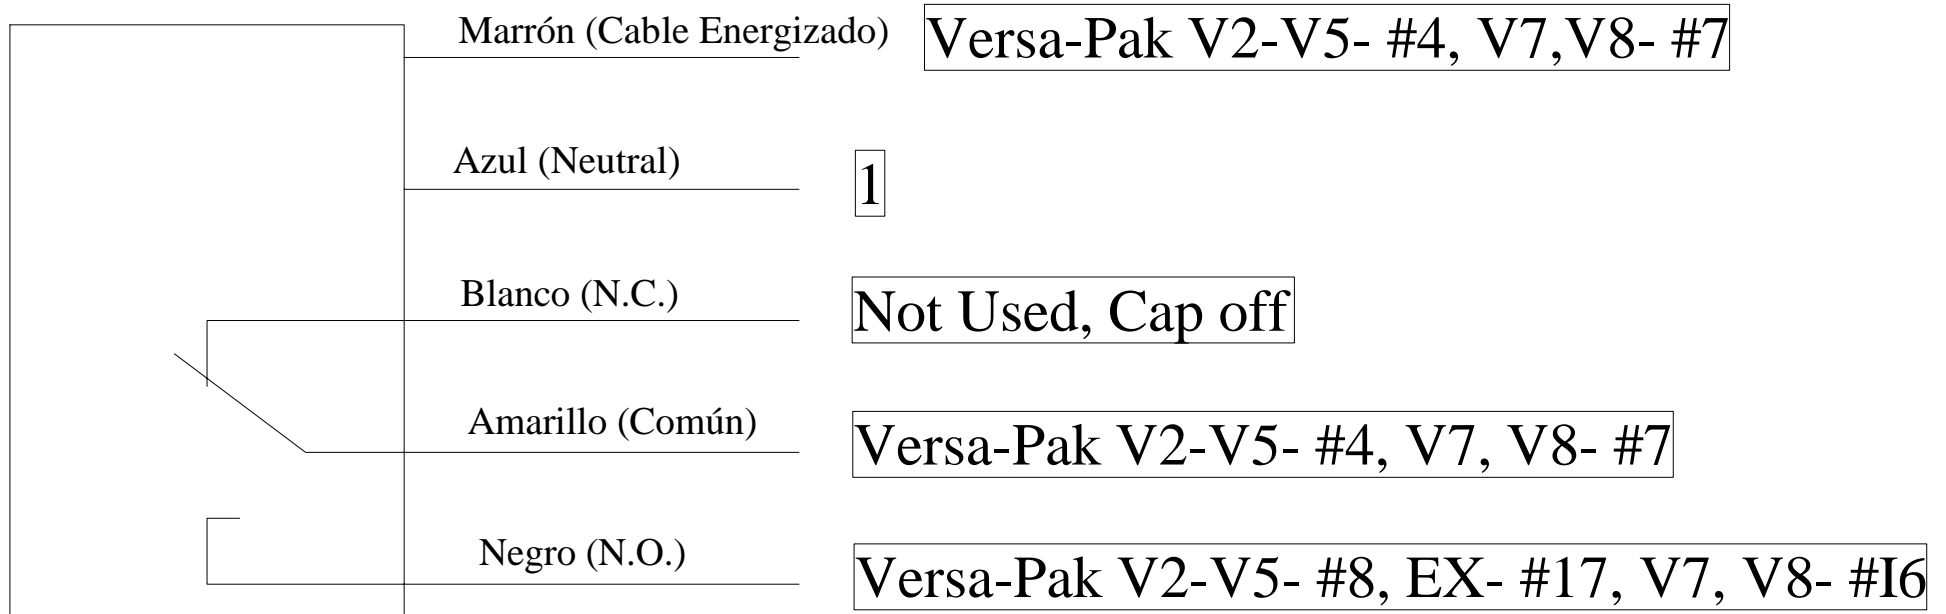 Marrón (Cable Energizado) Versa-Pak V2-V5- #4, V7,V8- #7
Azul (Neutral) 1
Blanco (N.C.) Not Used, Cap off
Amarillo (Común) Versa-Pak V2-V5- #4, V7, V8- #7
Negro (N.O.) Versa-Pak V2-V5- #8, EX- #17, V7, V8- #I6